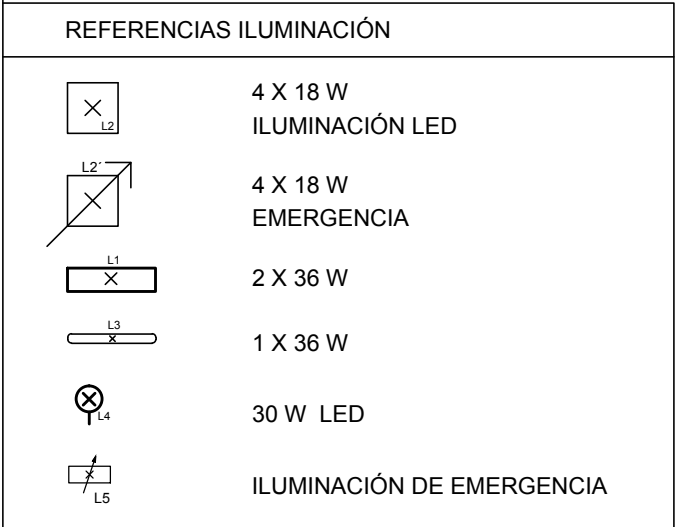 REFERENCIAS ILUMINACIÓN
L2
4 X 18 W
ILUMINACIÓN LED
L2´
4 X 18 W
EMERGENCIA
L1
2 X 36 W
L3
1 X 36 W
L4
30 W  LED
L5
ILUMINACIÓN DE EMERGENCIA